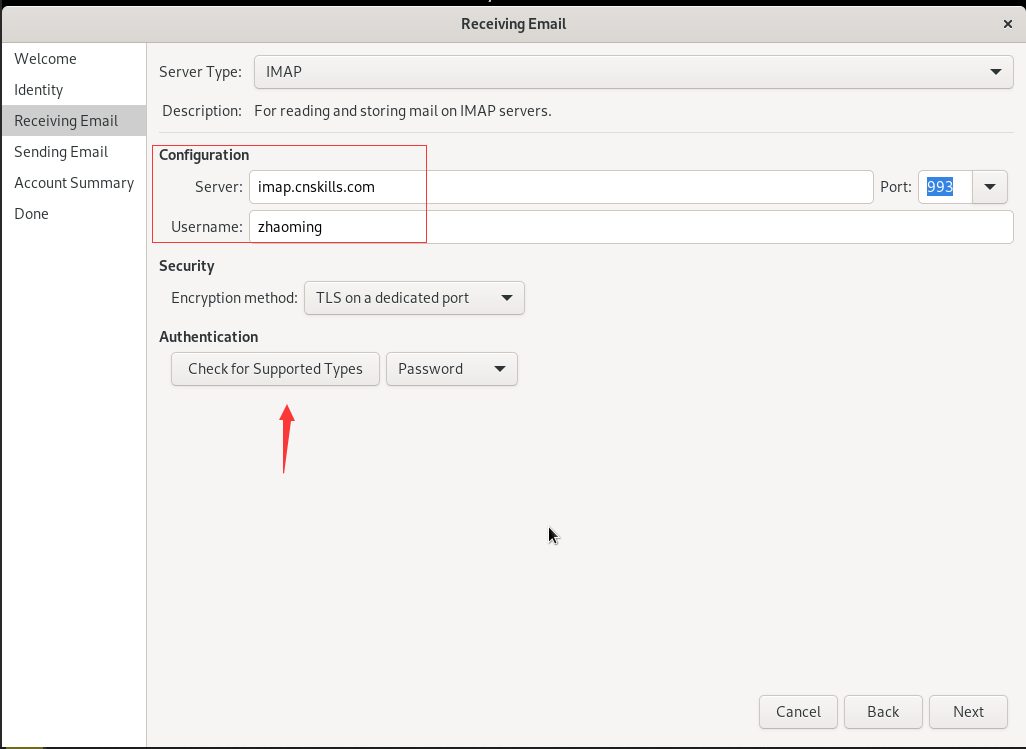 Receiving Email
Welcome
Identity
Receiving Email
Sending Email
Account Summary
Done
Server Type: IMAP
Description: For reading and storing mail on IMAP servers.
Configuration
Server: imap.cnskills.com Port: 993
Username: zhaoming
Security
Encryption method: TLS on a dedicated port
Authentication
Check for Supported Types Password
Cancel Back Next